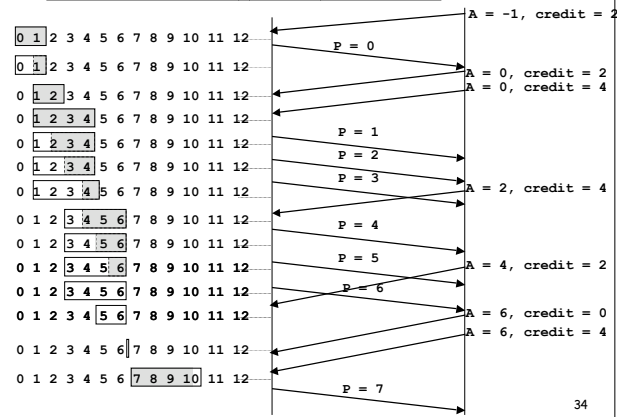 A = -1, credit = 2
0 1 2 3 4 5 6 7 8 9 10 11 12
P = 0
0 1 2 3 4 5 6 7 8 9 10 11 12
A = 0, credit = 2
A = 0, credit = 4
0 1 2 3 4 5 6 7 8 9 10 11 12
0 1 2 3 4 5 6 7 8 9 10 11 12
P = 1
0 1 2 3 4 5 6 7 8 9 10 11 12
P = 2
0 1 2 3 4 5 6 7 8 9 10 11 12
P = 3
0 1 2 3 4 5 6 7 8 9 10 11 12
A = 2, credit = 4
0 1 2 3 4 5 6 7 8 9 10 11 12
P = 4
0 1 2 3 4 5 6 7 8 9 10 11 12
P = 5
0 1 2 3 4 5 6 7 8 9 10 11 12
A = 4, credit = 2
0 1 2 3 4 5 6 7 8 9 10 11 12
P = 6
0 1 2 3 4 5 6 7 8 9 10 11 12
A = 6, credit = 0
A = 6, credit = 4
0 1 2 3 4 5 6 7 8 9 10 11 12
0 1 2 3 4 5 6 7 8 9 10 11 12
P = 7
34